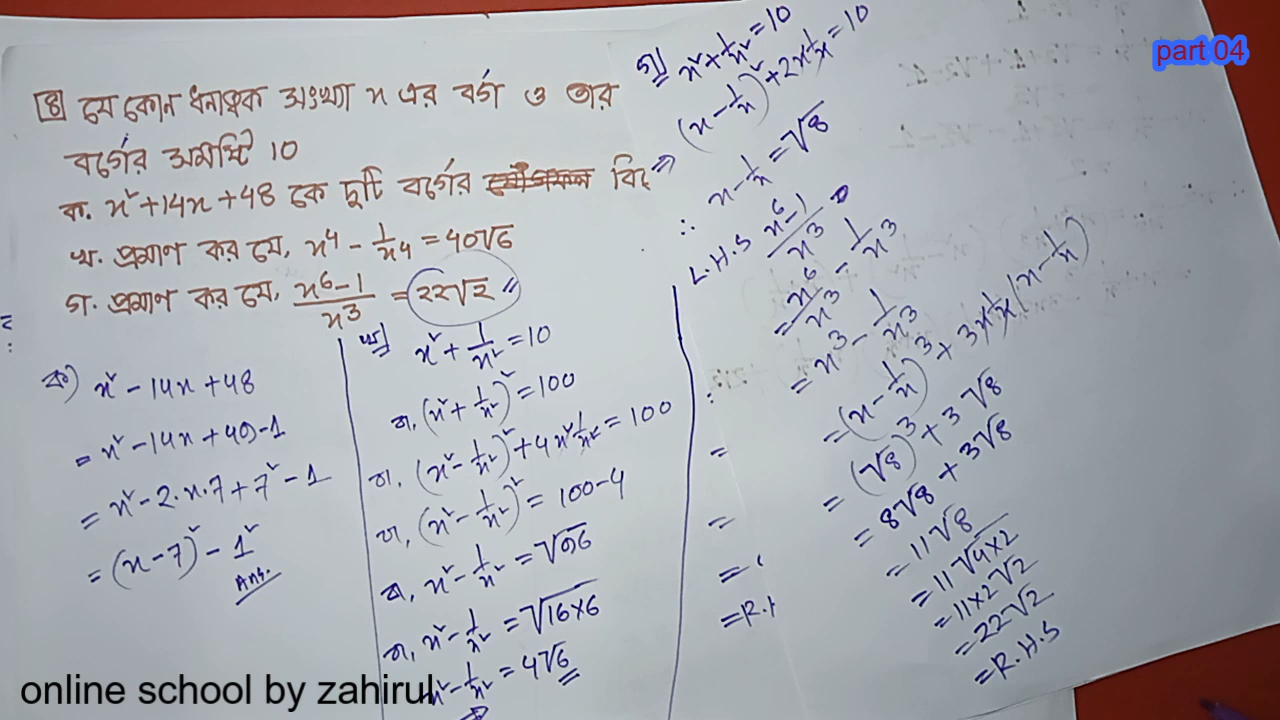 part 04
৪ যে কোন ধনাত্বক সংখ্যা x এর বর্গ ও তার
বর্গের সমষ্টি 10
ক. x²+14x+48 কে দুটি বর্গের
খ. প্রমাণ কর যে, x⁴ - 1/x⁴ = 40√6
গ. প্রমাণ কর যে, (x⁶-1)/x³ = 22√2
ক) x² - 14x + 48
= x² - 14x + 49 - 1
= x² - 2.x.7 + 7² - 1
= (x-7)² - 1²
Ans.
খ) x² + 1/x² = 10
বা, (x² + 1/x²)² = 100
বা, (x² - 1/x²)² + 4x² 1/x² = 100
বা, (x² - 1/x²)² = 100-4
বা, x² - 1/x² = √96
বা, x² - 1/x² = √16×6
x² - 1/x² = 4√6
গ) x² + 1/x² = 10
⇒ (x - 1/x)² + 2x 1/x = 10
∴ x - 1/x = √8
L.H.S (x⁶-1)/x³
= x⁶/x³ - 1/x³
= x³ - 1/x³
= (x - 1/x)³ + 3x 1/x (x - 1/x)
= (√8)³ + 3√8
= 8√8 + 3√8
= 11√8
= 11√4×2
= 11×2√2
= 22√2
= R.H.S
online school by zahirul